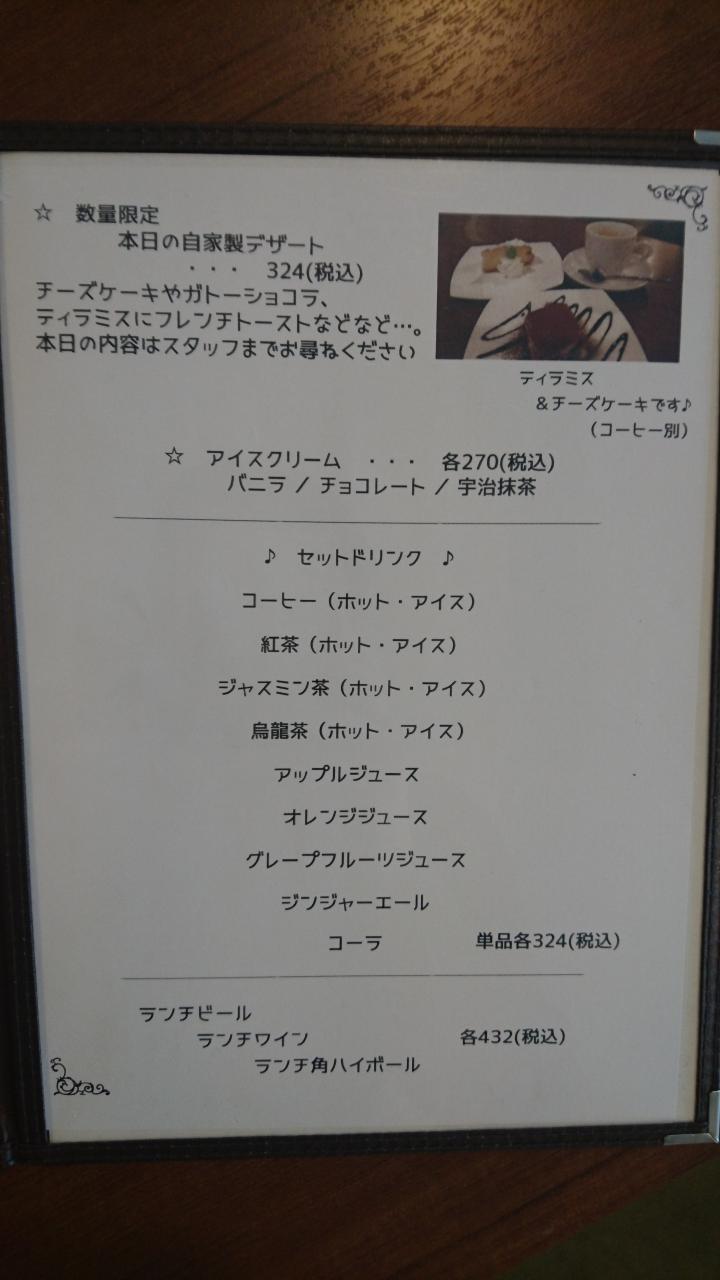 ☆　数量限定
本日の自家製デザート
・・・　324(税込)
チーズケーキやガトーショコラ、
ティラミスにフレンチトーストなどなど…。
本日の内容はスタッフまでお尋ねください
ティラミス
＆チーズケーキです♪
（コーヒー別）
☆　アイスクリーム　・・・　各270(税込)
バニラ / チョコレート / 宇治抹茶
♪　セットドリンク　♪
コーヒー（ホット・アイス）
紅茶（ホット・アイス）
ジャスミン茶（ホット・アイス）
烏龍茶（ホット・アイス）
アップルジュース
オレンジジュース
グレープフルーツジュース
ジンジャーエール
コーラ　単品各324(税込)
ランチビール
ランチワイン　各432(税込)
ランチ角ハイボール